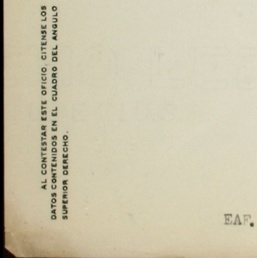 AL CONTESTAR ESTE OFICIO, CITENSE LOS
DATOS CONTENIDOS EN EL CUADRO DEL ANGULO
SUPERIOR DERECHO.
EAF.